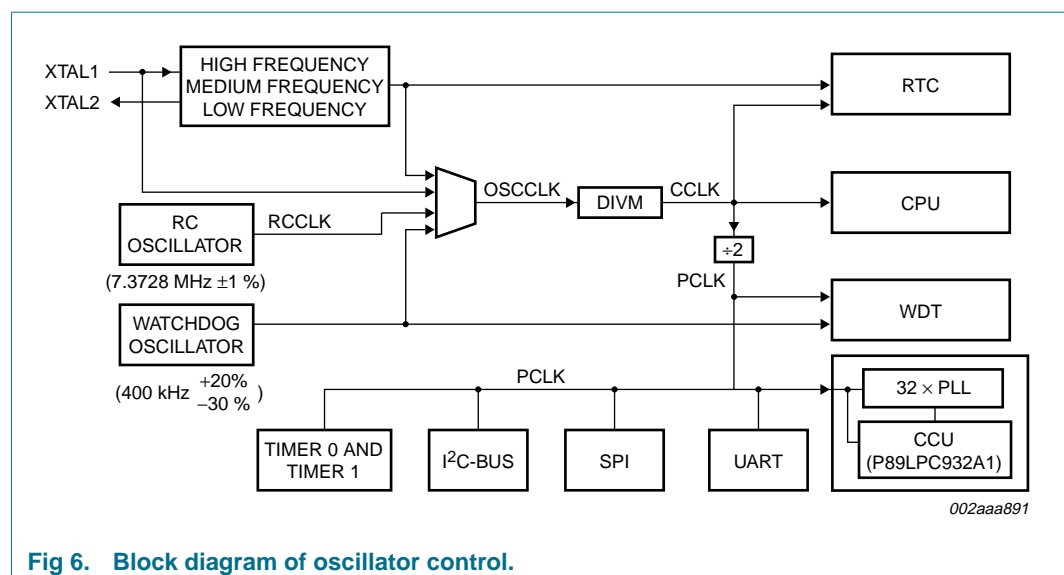 XTAL1
XTAL2
HIGH FREQUENCY
MEDIUM FREQUENCY
LOW FREQUENCY
RTC
OSCCLK
DIVM
CCLK
CPU
RC
OSCILLATOR
RCCLK
(7.3728 MHz ±1 %)
÷2
PCLK
WDT
WATCHDOG
OSCILLATOR
(400 kHz +20% −30 % )
PCLK
32 × PLL
CCU
(P89LPC932A1)
TIMER 0 AND
TIMER 1
I²C-BUS
SPI
UART
002aaa891
Fig 6. Block diagram of oscillator control.